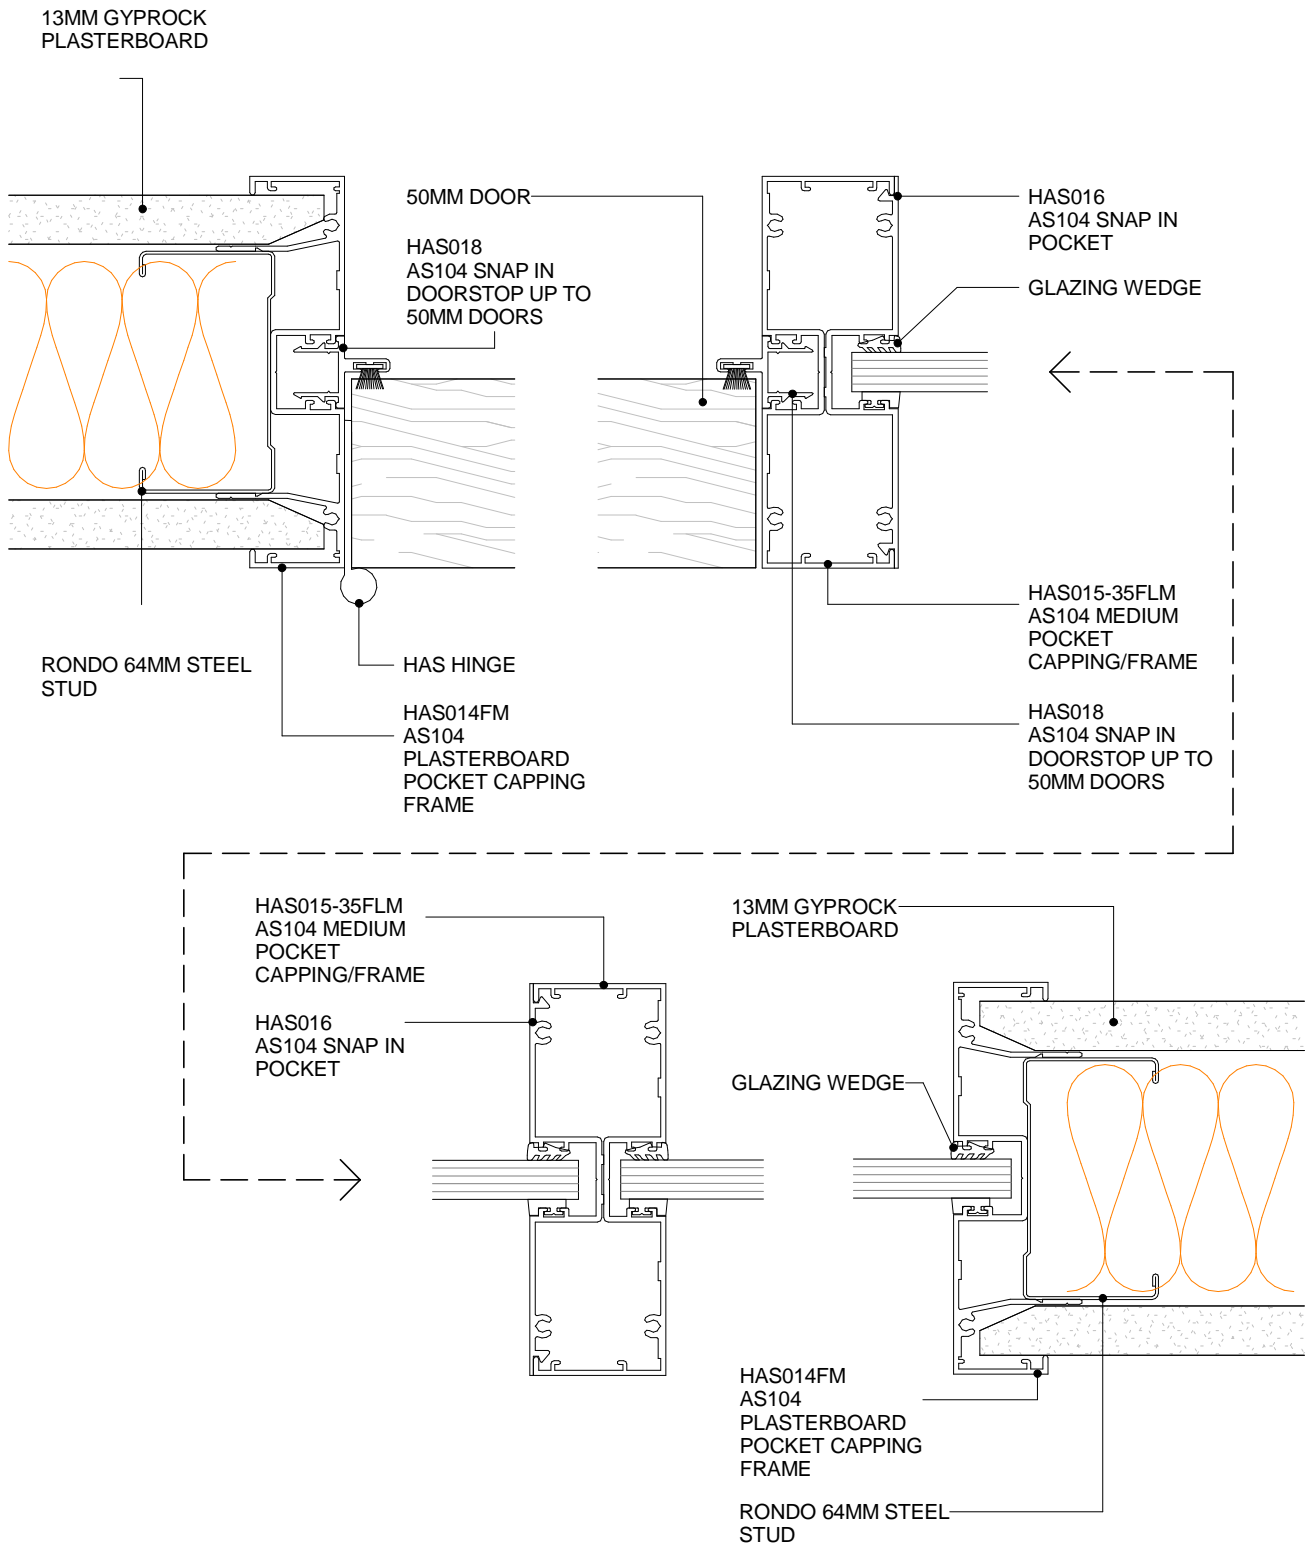 13MM GYPROCK
PLASTERBOARD
50MM DOOR
HAS018
AS104 SNAP IN
DOORSTOP UP TO
50MM DOORS
HAS016
AS104 SNAP IN
POCKET
GLAZING WEDGE
RONDO 64MM STEEL
STUD
HAS HINGE
HAS014FM
AS104
PLASTERBOARD
POCKET CAPPING
FRAME
HAS015-35FLM
AS104 MEDIUM
POCKET
CAPPING/FRAME
HAS018
AS104 SNAP IN
DOORSTOP UP TO
50MM DOORS
HAS015-35FLM
AS104 MEDIUM
POCKET
CAPPING/FRAME
HAS016
AS104 SNAP IN
POCKET
13MM GYPROCK
PLASTERBOARD
GLAZING WEDGE
HAS014FM
AS104
PLASTERBOARD
POCKET CAPPING
FRAME
RONDO 64MM STEEL
STUD